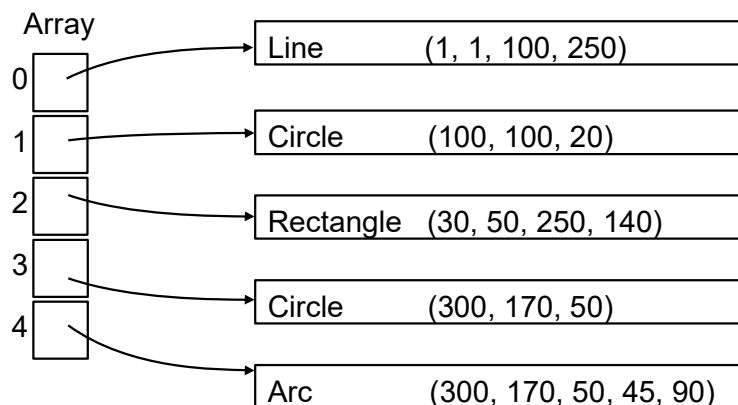 Array
0 Line (1, 1, 100, 250)
1 Circle (100, 100, 20)
2 Rectangle (30, 50, 250, 140)
3 Circle (300, 170, 50)
4 Arc (300, 170, 50, 45, 90)